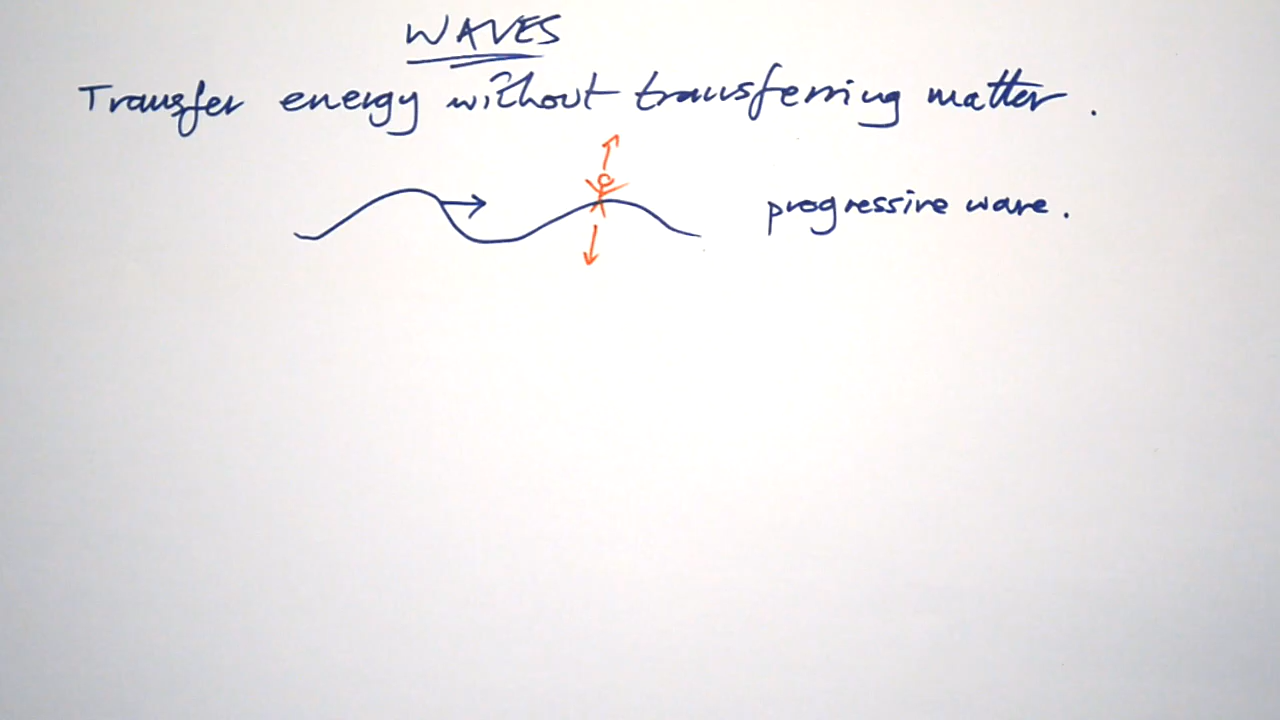 WAVES
Transfer energy without transferring matter.
progressive wave.